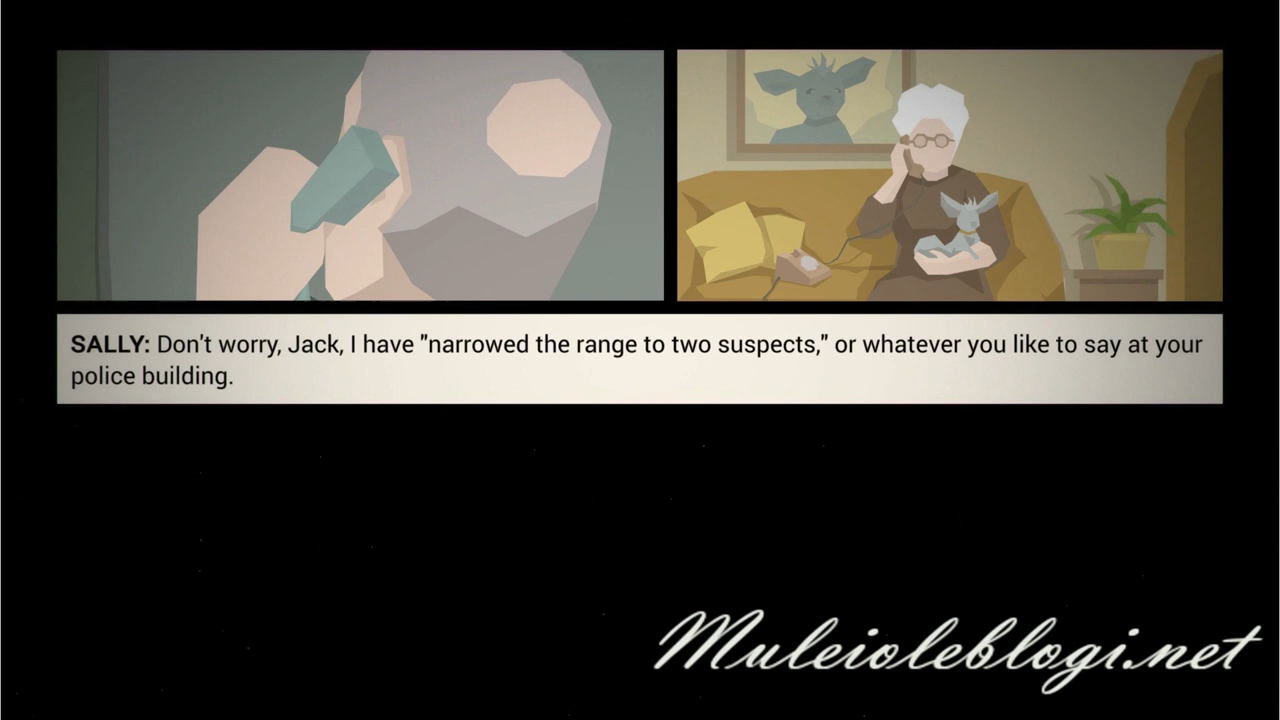 SALLY: Don't worry, Jack, I have "narrowed the range to two suspects," or whatever you like to say at your
police building.
Muleioleblogi.net